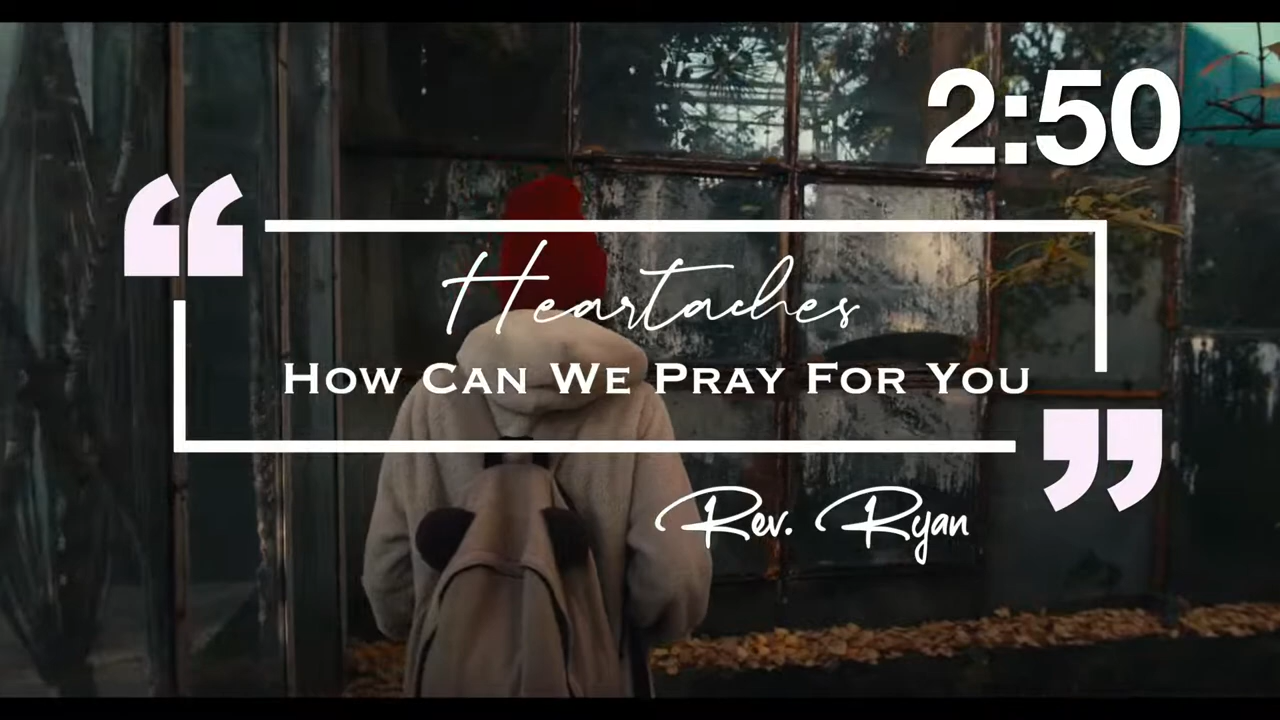 2:50
“
Heartaches
How Can We Pray For You
”
Rev. Ryan